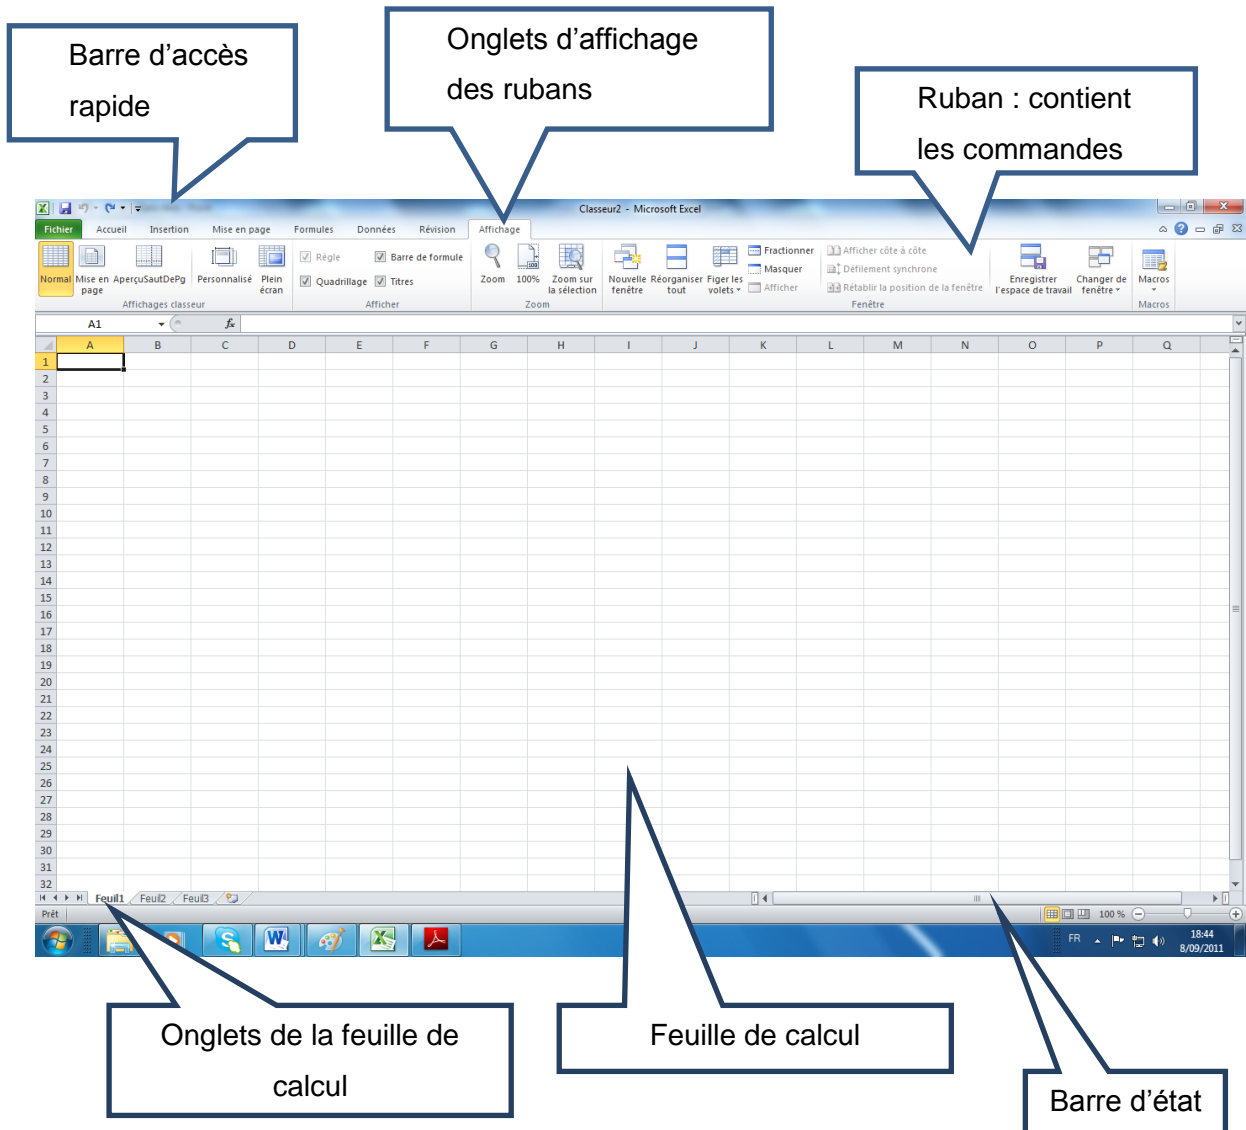 Barre d'accès
rapide
Onglets d'affichage
des rubans
Ruban : contient
les commandes
Classeur2 - Microsoft Excel
Fichier Accueil Insertion Mise en page Formules Données Révision Affichage
Normal Mise en page AperçuSautDePg Personnalisé Plein écran
Affichages classeur
Règle Barre de formule
Quadrillage Titres
Afficher
Zoom 100% Zoom sur la sélection
Zoom
Nouvelle fenêtre Réorganiser tout Figer les volets
Fractionner
Masquer
Afficher
Afficher côte à côte
Défilement synchrone
Rétablir la position de la fenêtre
Enregistrer l'espace de travail Changer de fenêtre
Fenêtre
Macros
Macros
A1 fx
A B C D E F G H I J K L M N O P Q
1
2
3
4
5
6
7
8
9
10
11
12
13
14
15
16
17
18
19
20
21
22
23
24
25
26
27
28
29
30
31
32
Feuil1 Feuil2 Feuil3
Prêt 100 %
FR 18:44
8/09/2011
Onglets de la feuille de
calcul
Feuille de calcul
Barre d'état